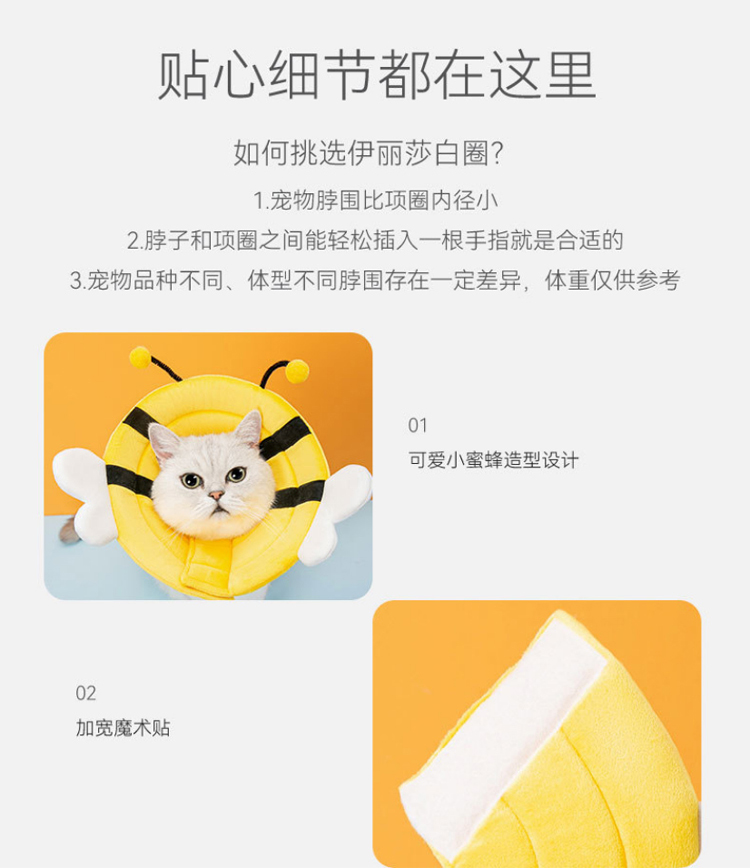 贴心细节都在这里
如何挑选伊丽莎白圈？
1.宠物脖围比项圈内径小
2.脖子和项圈之间能轻松插入一根手指就是合适的
3.宠物品种不同、体型不同脖围存在一定差异，体重仅供参考
01
可爱小蜜蜂造型设计
02
加宽魔术贴